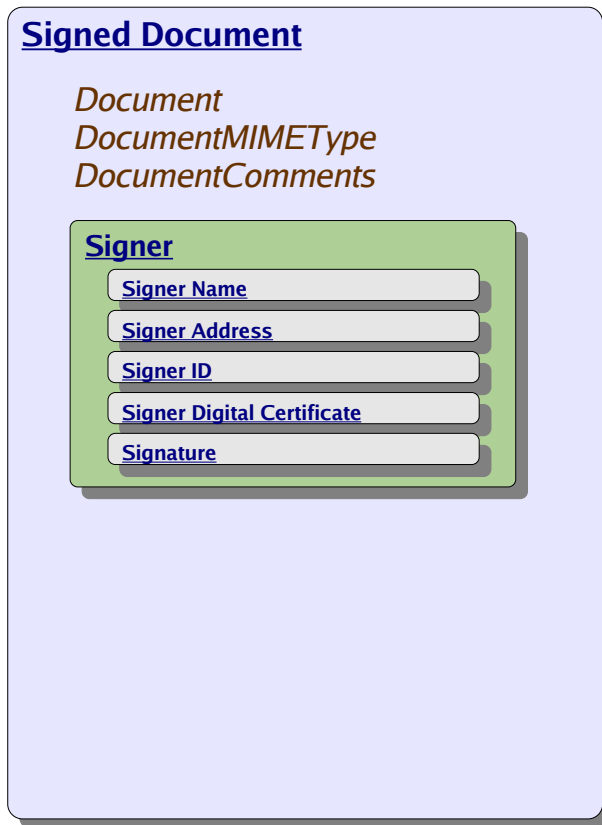 Signed Document
Document
DocumentMIMEType
DocumentComments
Signer
Signer Name
Signer Address
Signer ID
Signer Digital Certificate
Signature